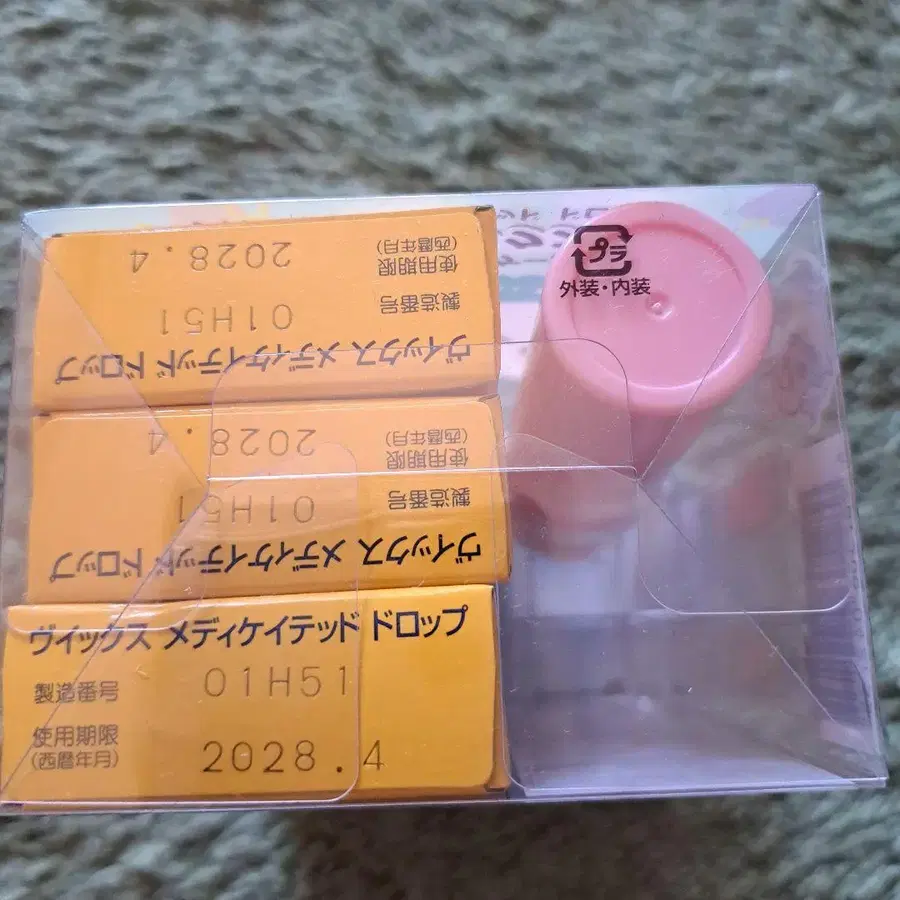 2028.4
使用期限
(西暦年月)
01H51
製造番号
ヴイックス メディケイテッド ドロップ
2028.4
使用期限
(西暦年月)
01H51
製造番号
ヴイックス メディケイテッド ドロップ
ヴイックス メディケイテッド ドロップ
製造番号 01H51
使用期限
(西暦年月) 2028.4
プラ
外装・内装